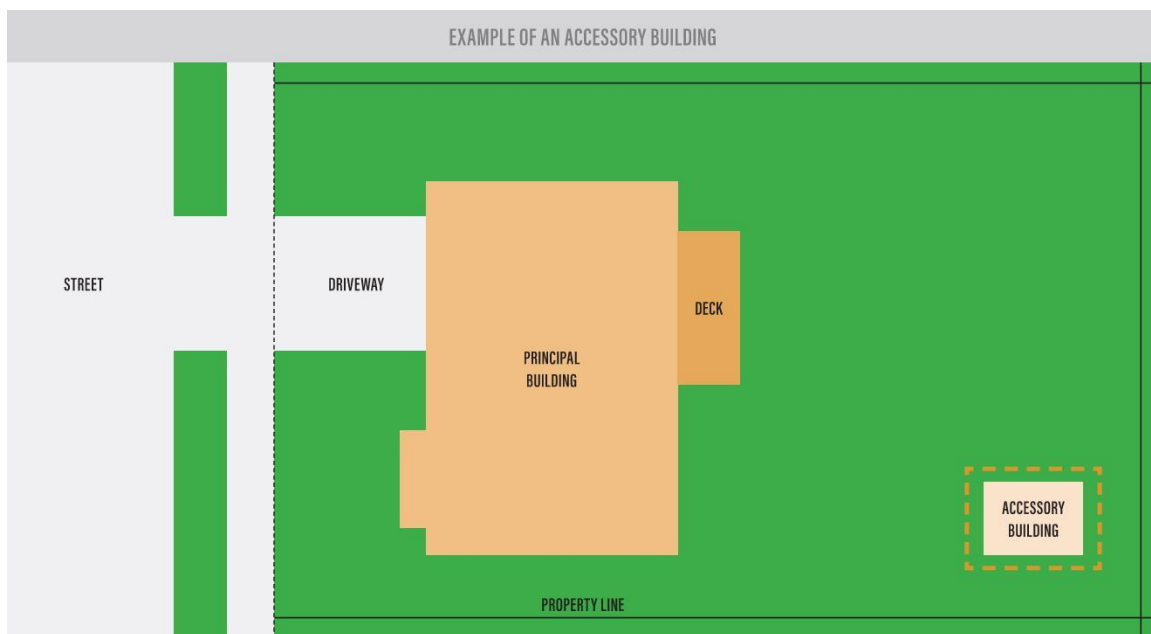 EXAMPLE OF AN ACCESSORY BUILDING
STREET
DRIVEWAY
DECK
PRINCIPAL
BUILDING
ACCESSORY
BUILDING
PROPERTY LINE